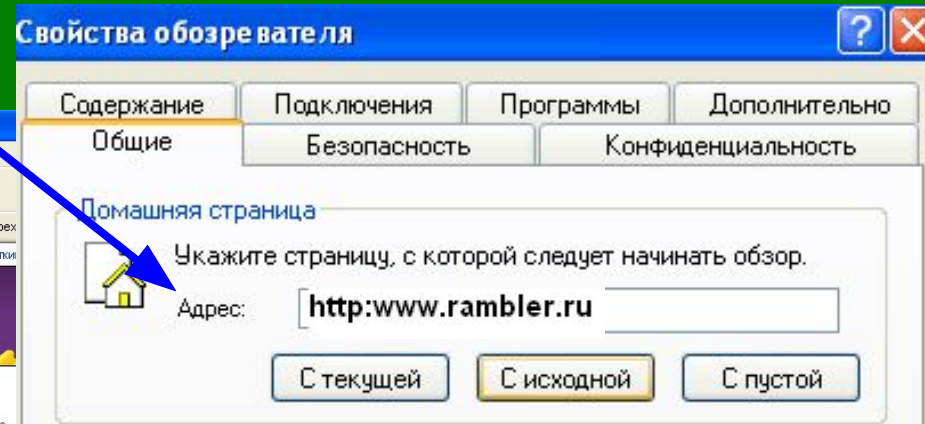 Свойства обозревателя
Содержание Подключения Программы Дополнительно
Общие Безопасность Конфиденциальность
Домашняя страница
Укажите страницу, с которой следует начинать обзор.
Адрес: http:www.rambler.ru
С текущей С исходной С пустой